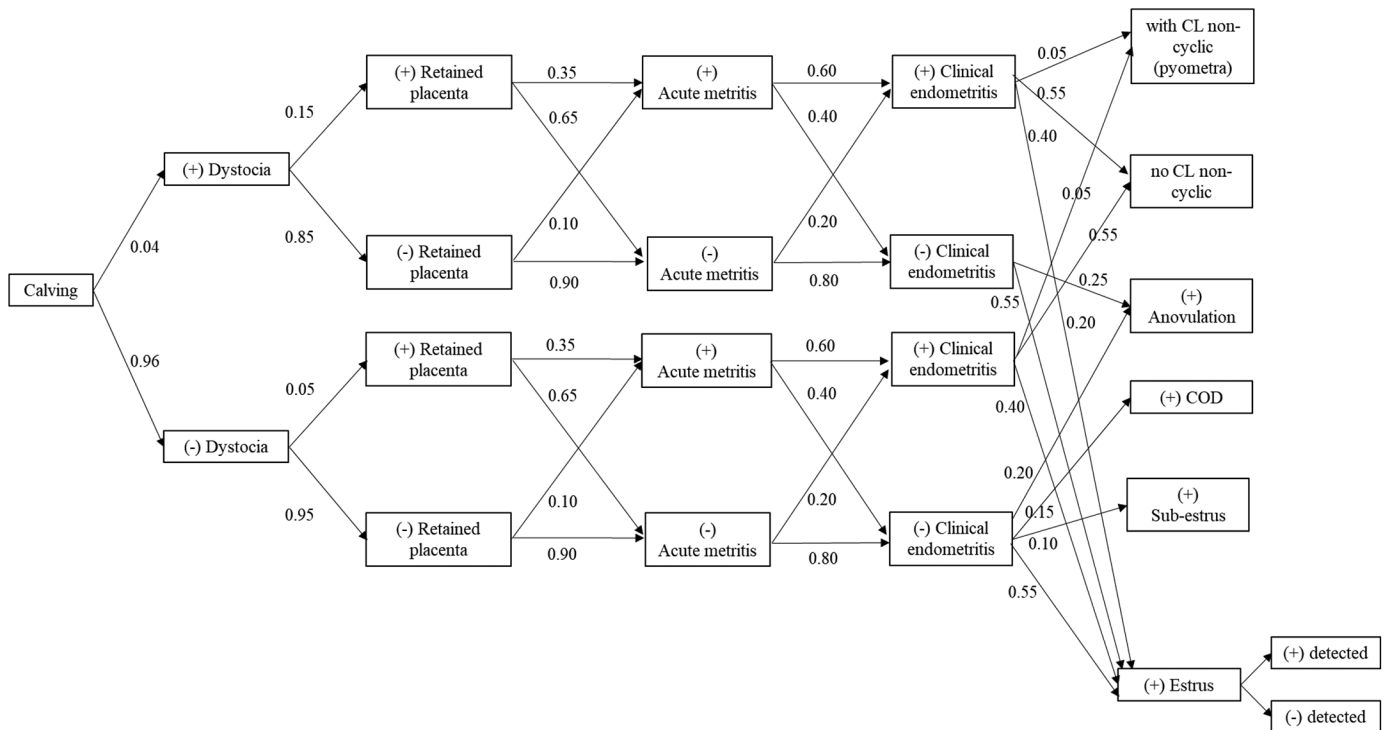 with CL non-
cyclic
(pyometra)
0.05
(+) Retained
placenta
0.35
(+)
Acute metritis
0.60
(+) Clinical
endometritis
0.55
0.15
0.65
0.40
0.40
(+) Dystocia
no CL non-
cyclic
0.05
0.04
0.85
0.10
0.20
0.55
(-) Retained
placenta
(-)
Acute metritis
(-) Clinical
endometritis
0.90
0.80
0.25
Calving
0.55
(+)
Anovulation
0.20
0.96
(+) Retained
placenta
0.35
(+)
Acute metritis
0.60
(+) Clinical
endometritis
0.05
0.65
0.40
0.40
(+) COD
(-) Dystocia
0.20
0.95
0.10
0.20
0.15
(+)
Sub-estrus
(-) Retained
placenta
(-)
Acute metritis
(-) Clinical
endometritis
0.10
0.90
0.80
0.55
(+) detected
(+) Estrus
(-) detected